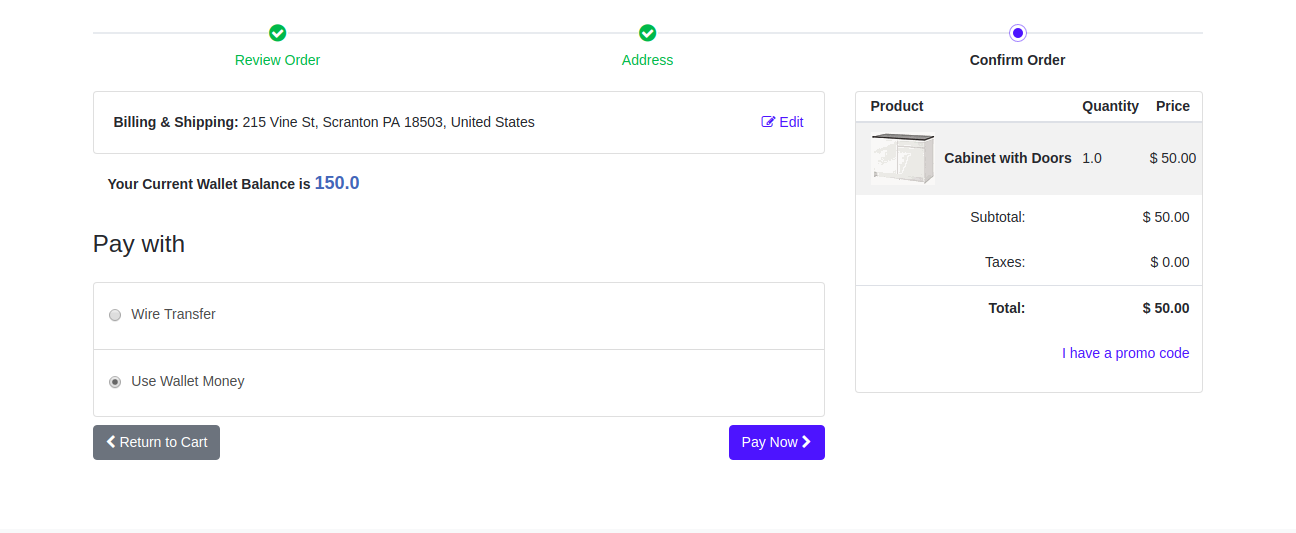 Review Order
Address
Confirm Order
Billing & Shipping: 215 Vine St, Scranton PA 18503, United States
Edit
Your Current Wallet Balance is 150.0
Pay with
Wire Transfer
Use Wallet Money
Return to Cart
Pay Now
Product Quantity Price
Cabinet with Doors 1.0 $ 50.00
Subtotal: $ 50.00
Taxes: $ 0.00
Total: $ 50.00
I have a promo code